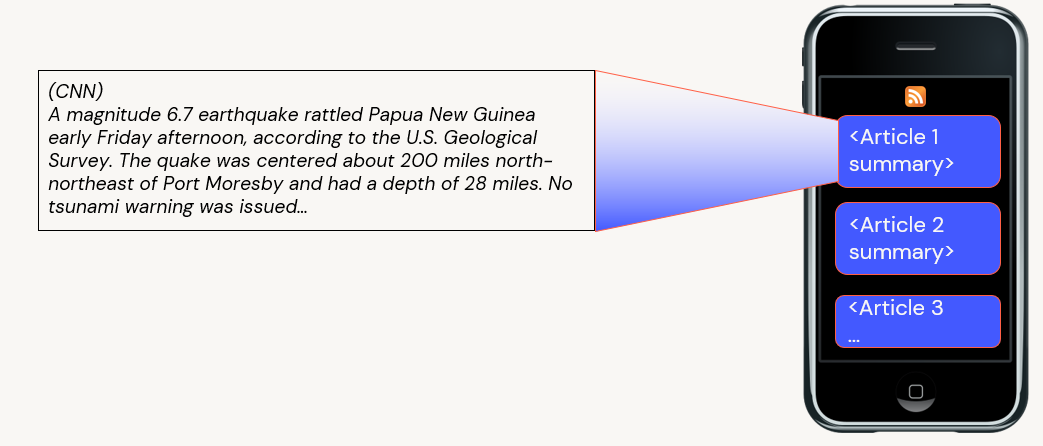 (CNN)
A magnitude 6.7 earthquake rattled Papua New Guinea
early Friday afternoon, according to the U.S. Geological
Survey. The quake was centered about 200 miles north-
northeast of Port Moresby and had a depth of 28 miles. No
tsunami warning was issued...
<Article 1
summary>
<Article 2
summary>
<Article 3
...